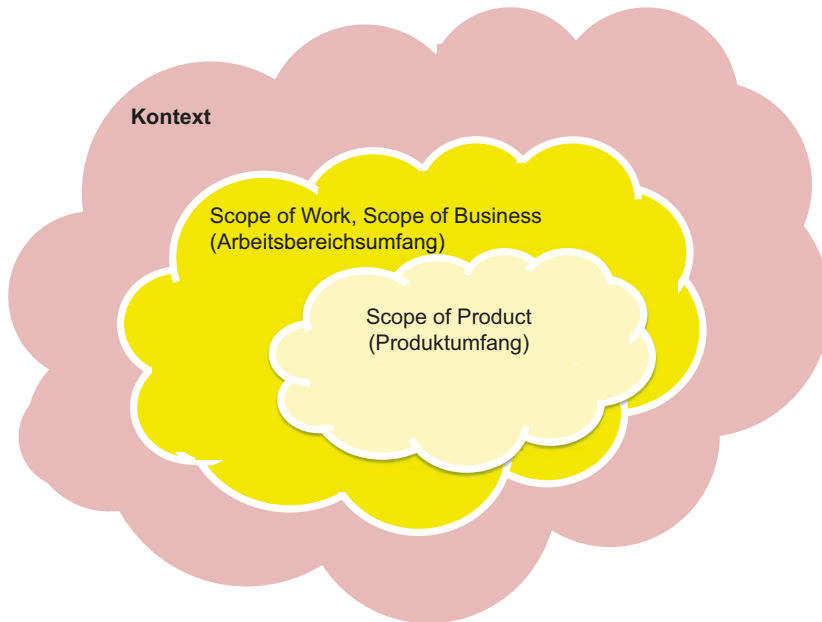 Kontext
Scope of Work, Scope of Business
(Arbeitsbereichsumfang)
Scope of Product
(Produktumfang)